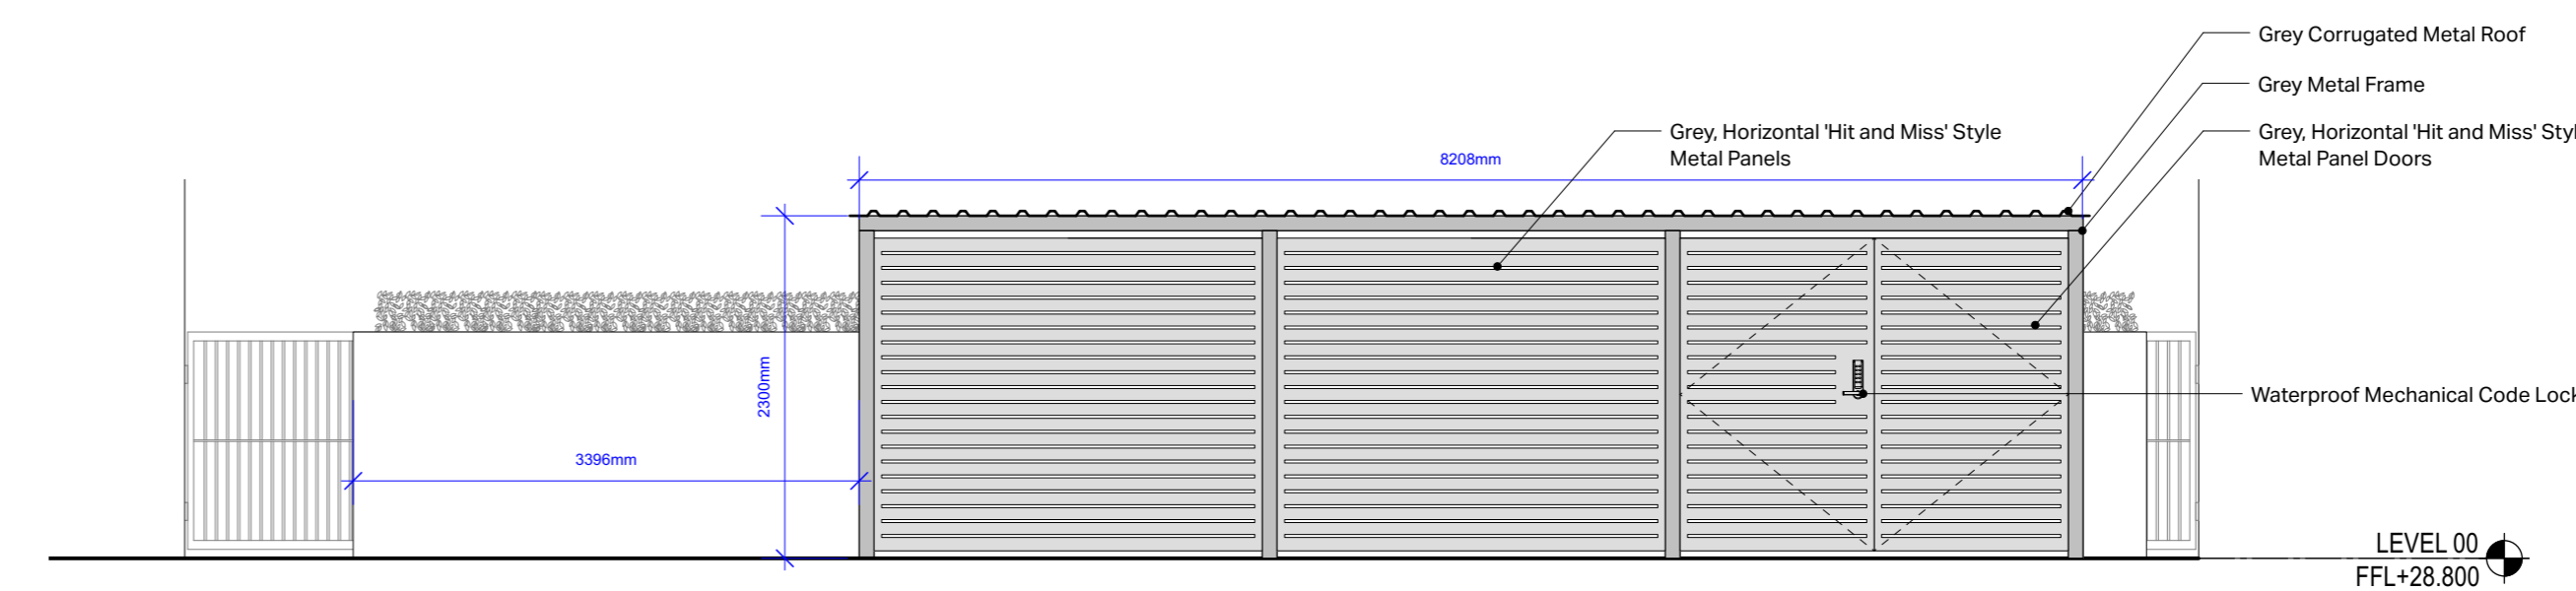 Grey Corrugated Metal Roof
Grey Metal Frame
Grey, Horizontal 'Hit and Miss' Style
Metal Panels
Grey, Horizontal 'Hit and Miss' Styl
Metal Panel Doors
8208mm
2300mm
3396mm
Waterproof Mechanical Code Lock
LEVEL 00
FFL+28.800